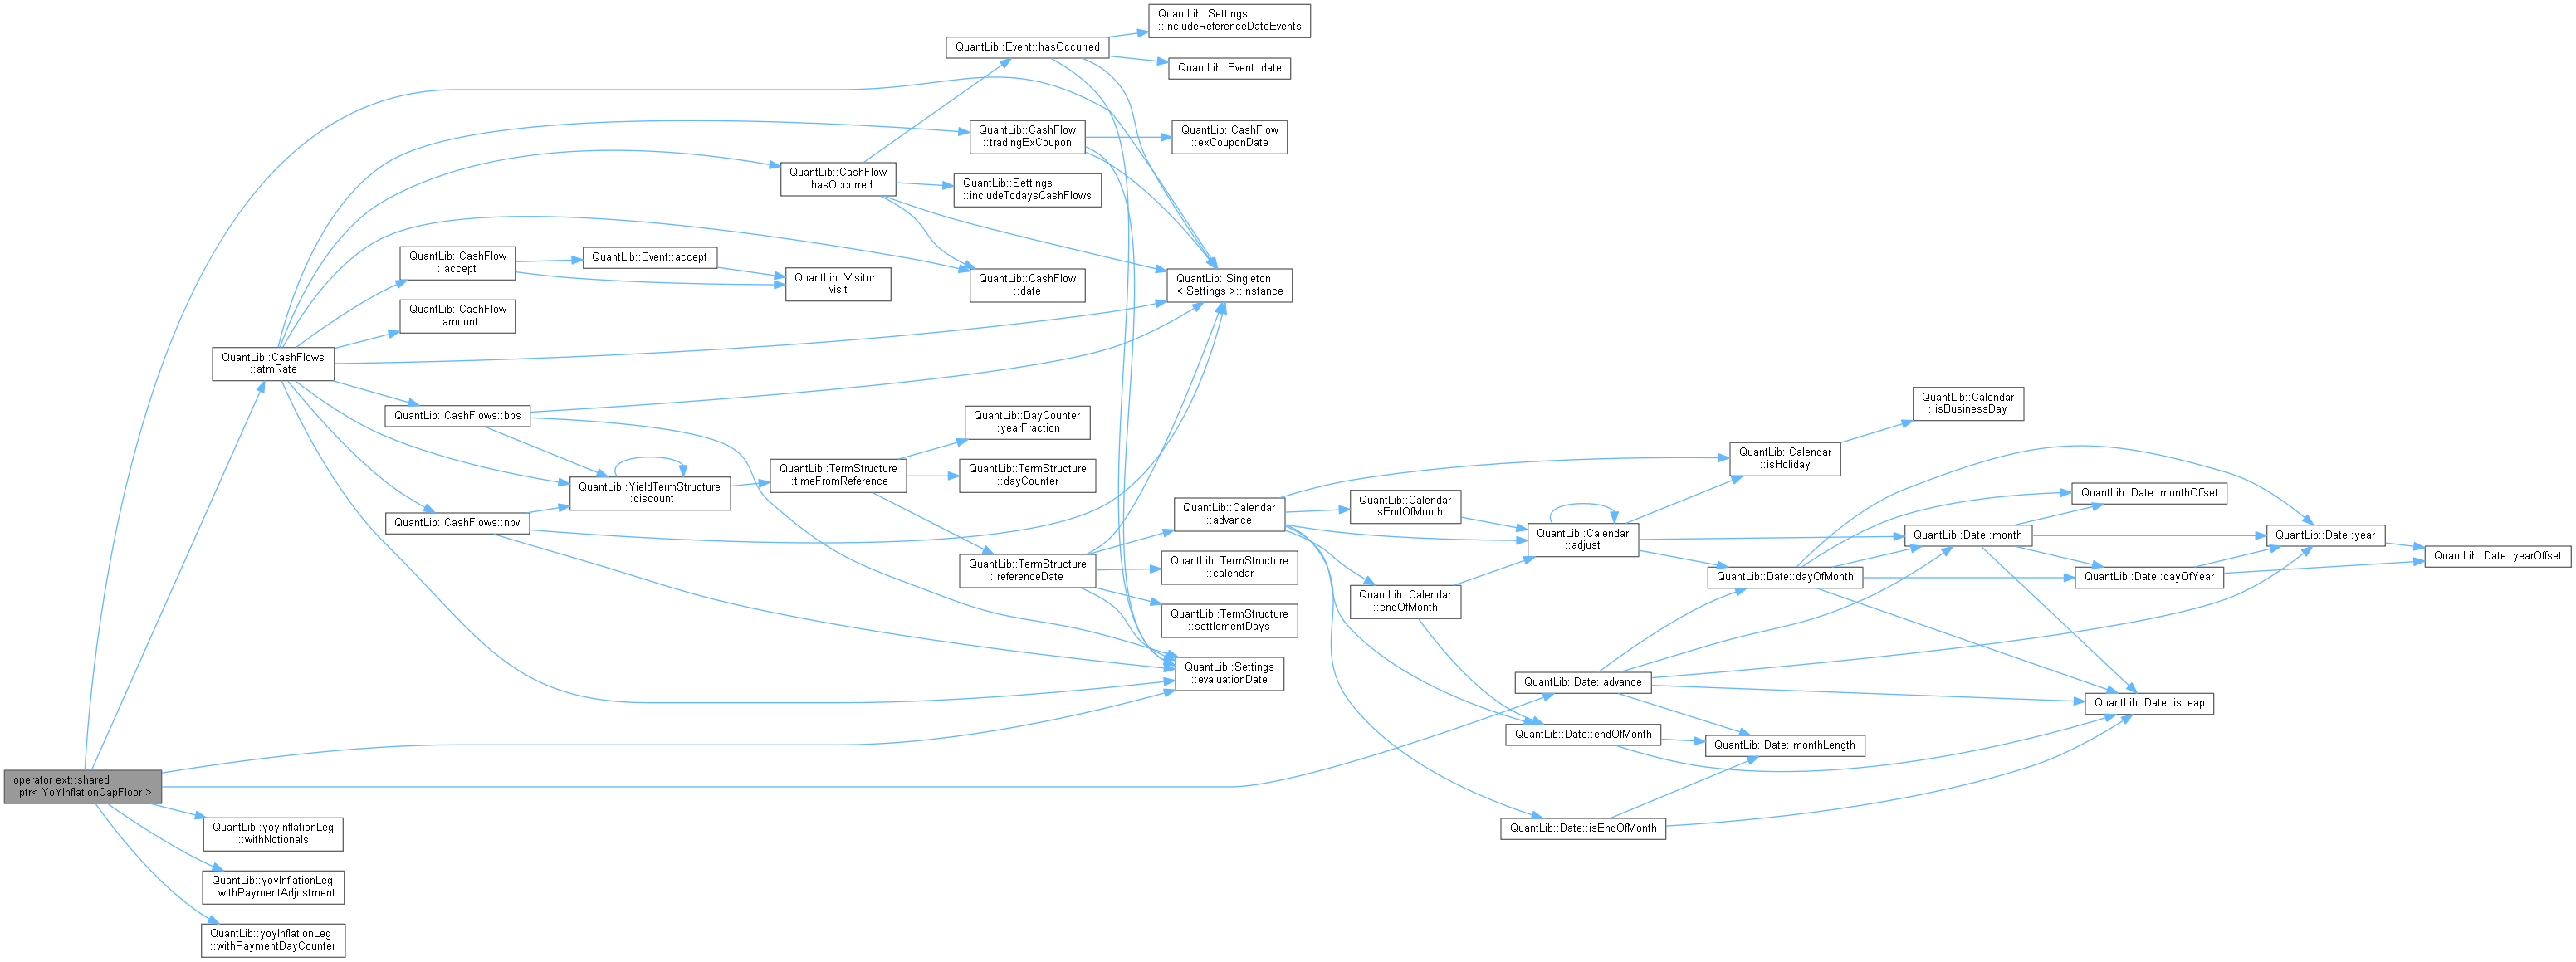 QuantLib::Settings
::includeReferenceDateEvents
QuantLib::Event::hasOccurred
QuantLib::Event::date
QuantLib::CashFlow
::tradingExCoupon
QuantLib::CashFlow
::exCouponDate
QuantLib::CashFlow
::hasOccurred
QuantLib::Settings
::includeTodaysCashFlows
QuantLib::CashFlow
::accept
QuantLib::Event::accept
QuantLib::Visitor::
visit
QuantLib::CashFlow
::date
QuantLib::Singleton
< Settings >::instance
QuantLib::CashFlow
::amount
QuantLib::CashFlows
::atmRate
QuantLib::CashFlows::bps
QuantLib::DayCounter
::yearFraction
QuantLib::Calendar
::isBusinessDay
QuantLib::Calendar
::isHoliday
QuantLib::TermStructure
::timeFromReference
QuantLib::TermStructure
::dayCounter
QuantLib::YieldTermStructure
::discount
QuantLib::CashFlows::npv
QuantLib::Calendar
::advance
QuantLib::Calendar
::isEndOfMonth
QuantLib::Date::monthOffset
QuantLib::Calendar
::adjust
QuantLib::Date::month
QuantLib::Date::year
QuantLib::Date::yearOffset
QuantLib::TermStructure
::referenceDate
QuantLib::TermStructure
::calendar
QuantLib::Date::dayOfMonth
QuantLib::Date::dayOfYear
QuantLib::Calendar
::endOfMonth
QuantLib::TermStructure
::settlementDays
QuantLib::Settings
::evaluationDate
QuantLib::Date::advance
QuantLib::Date::isLeap
QuantLib::Date::endOfMonth
QuantLib::Date::monthLength
operator ext::shared
_ptr< YoYInflationCapFloor >
QuantLib::yoyInflationLeg
::withNotionals
QuantLib::Date::isEndOfMonth
QuantLib::yoyInflationLeg
::withPaymentAdjustment
QuantLib::yoyInflationLeg
::withPaymentDayCounter